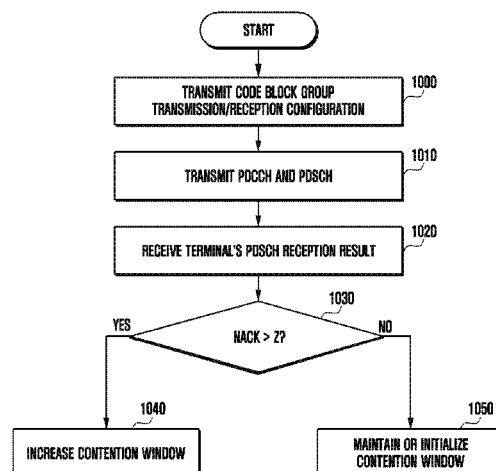 START
TRANSMIT CODE BLOCK GROUP
TRANSMISSION/RECEPTION CONFIGURATION
1000
TRANSMIT PDCCH AND PDSCH
1010
RECEIVE TERMINAL'S PDSCH RECEPTION RESULT
1020
NACK > Z?
1030
YES
NO
INCREASE CONTENTION WINDOW
1040
MAINTAIN OR INITIALIZE
CONTENTION WINDOW
1050